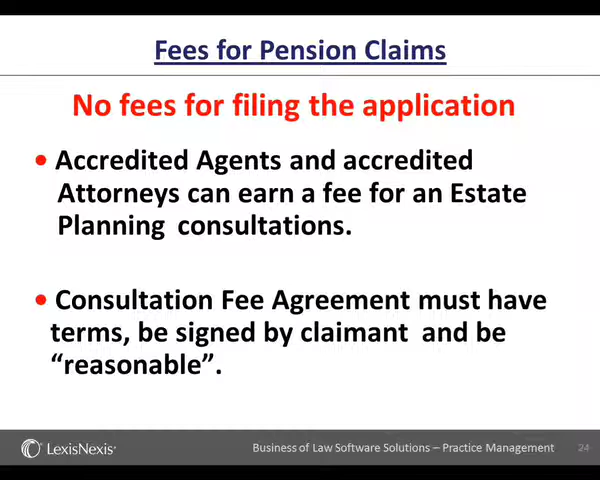 Fees for Pension Claims
No fees for filing the application
• Accredited Agents and accredited
Attorneys can earn a fee for an Estate
Planning consultations.
• Consultation Fee Agreement must have
terms, be signed by claimant and be
“reasonable”.
LexisNexis® Business of Law Software Solutions – Practice Management 24